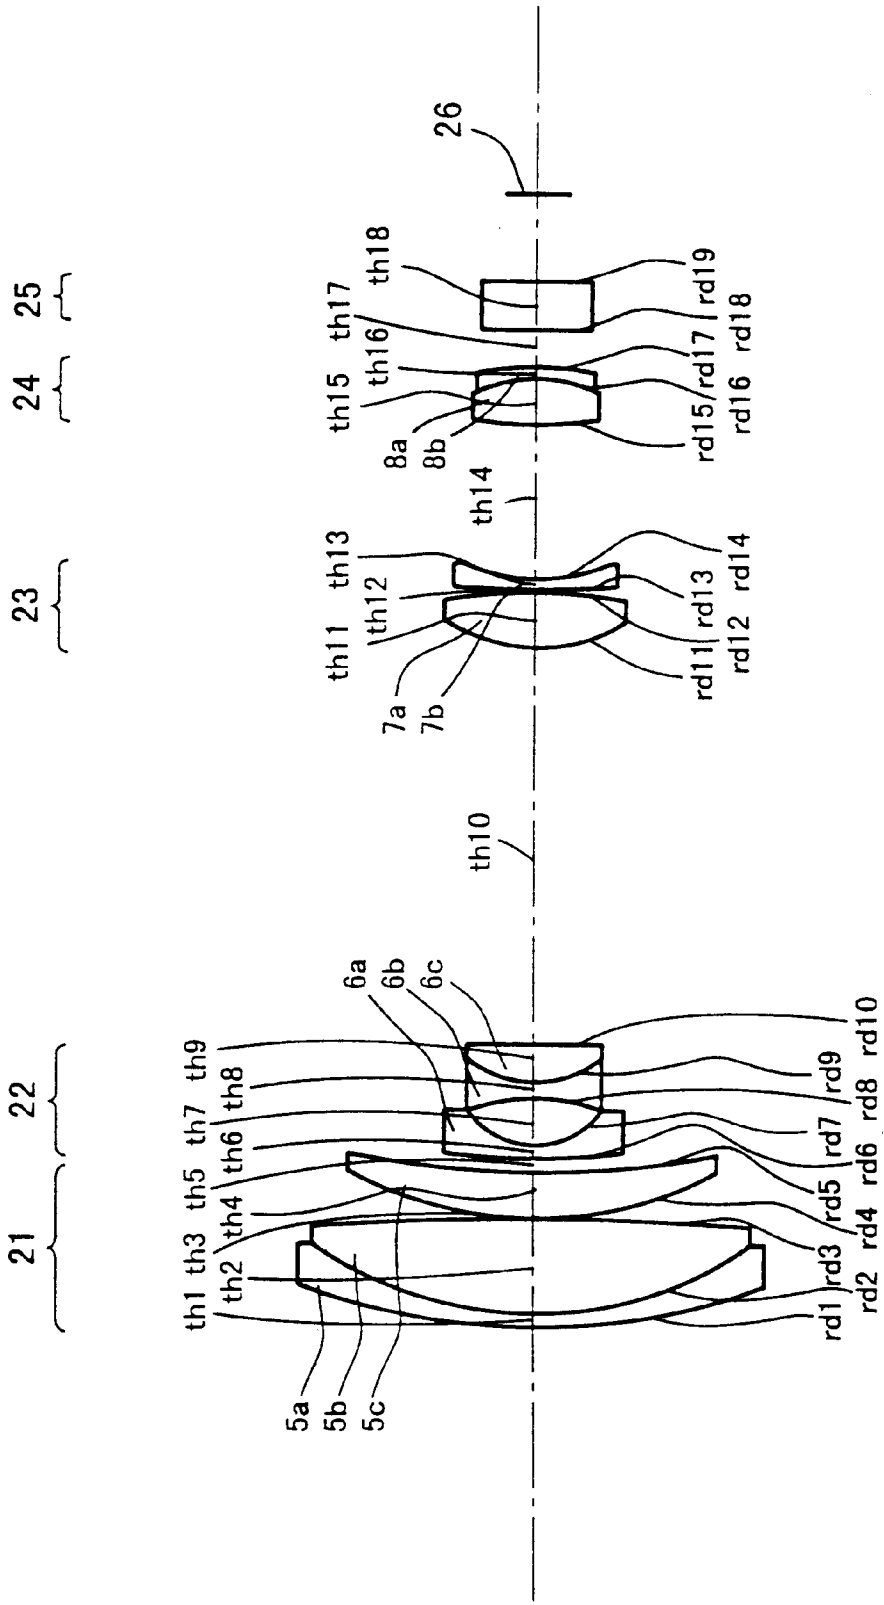 21 22 23 24 25
th1 th3 th5 th7 th9 th11 th13 th15 th17
th2 th4 th6 th8 th12 th16 th18
5a 6a 7a 8a 26
5b 6b 7b 8b
5c 6c
th10 th14
rd1 rd3 rd5 rd7 rd9 rd11 rd13 rd15 rd17 rd19
rd2 rd4 rd6 rd8 rd10 rd12 rd14 rd16 rd18